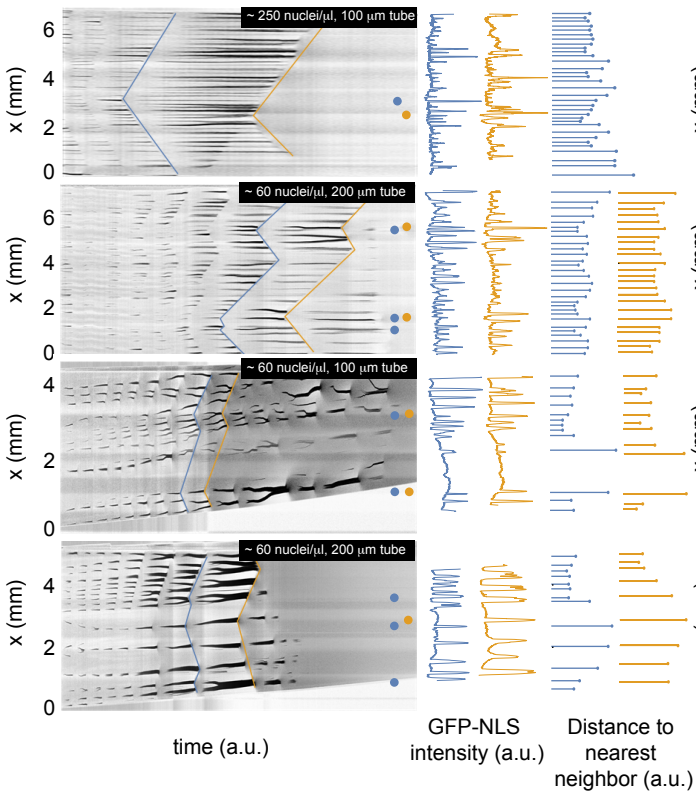 ~ 250 nuclei/μl, 100 μm tube
x (mm)
6
4
2
0
~ 60 nuclei/μl, 200 μm tube
x (mm)
6
4
2
0
~ 60 nuclei/μl, 100 μm tube
x (mm)
4
2
0
~ 60 nuclei/μl, 200 μm tube
x (mm)
4
2
0
time (a.u.)
GFP-NLS
intensity (a.u.)
Distance to
nearest
neighbor (a.u.)